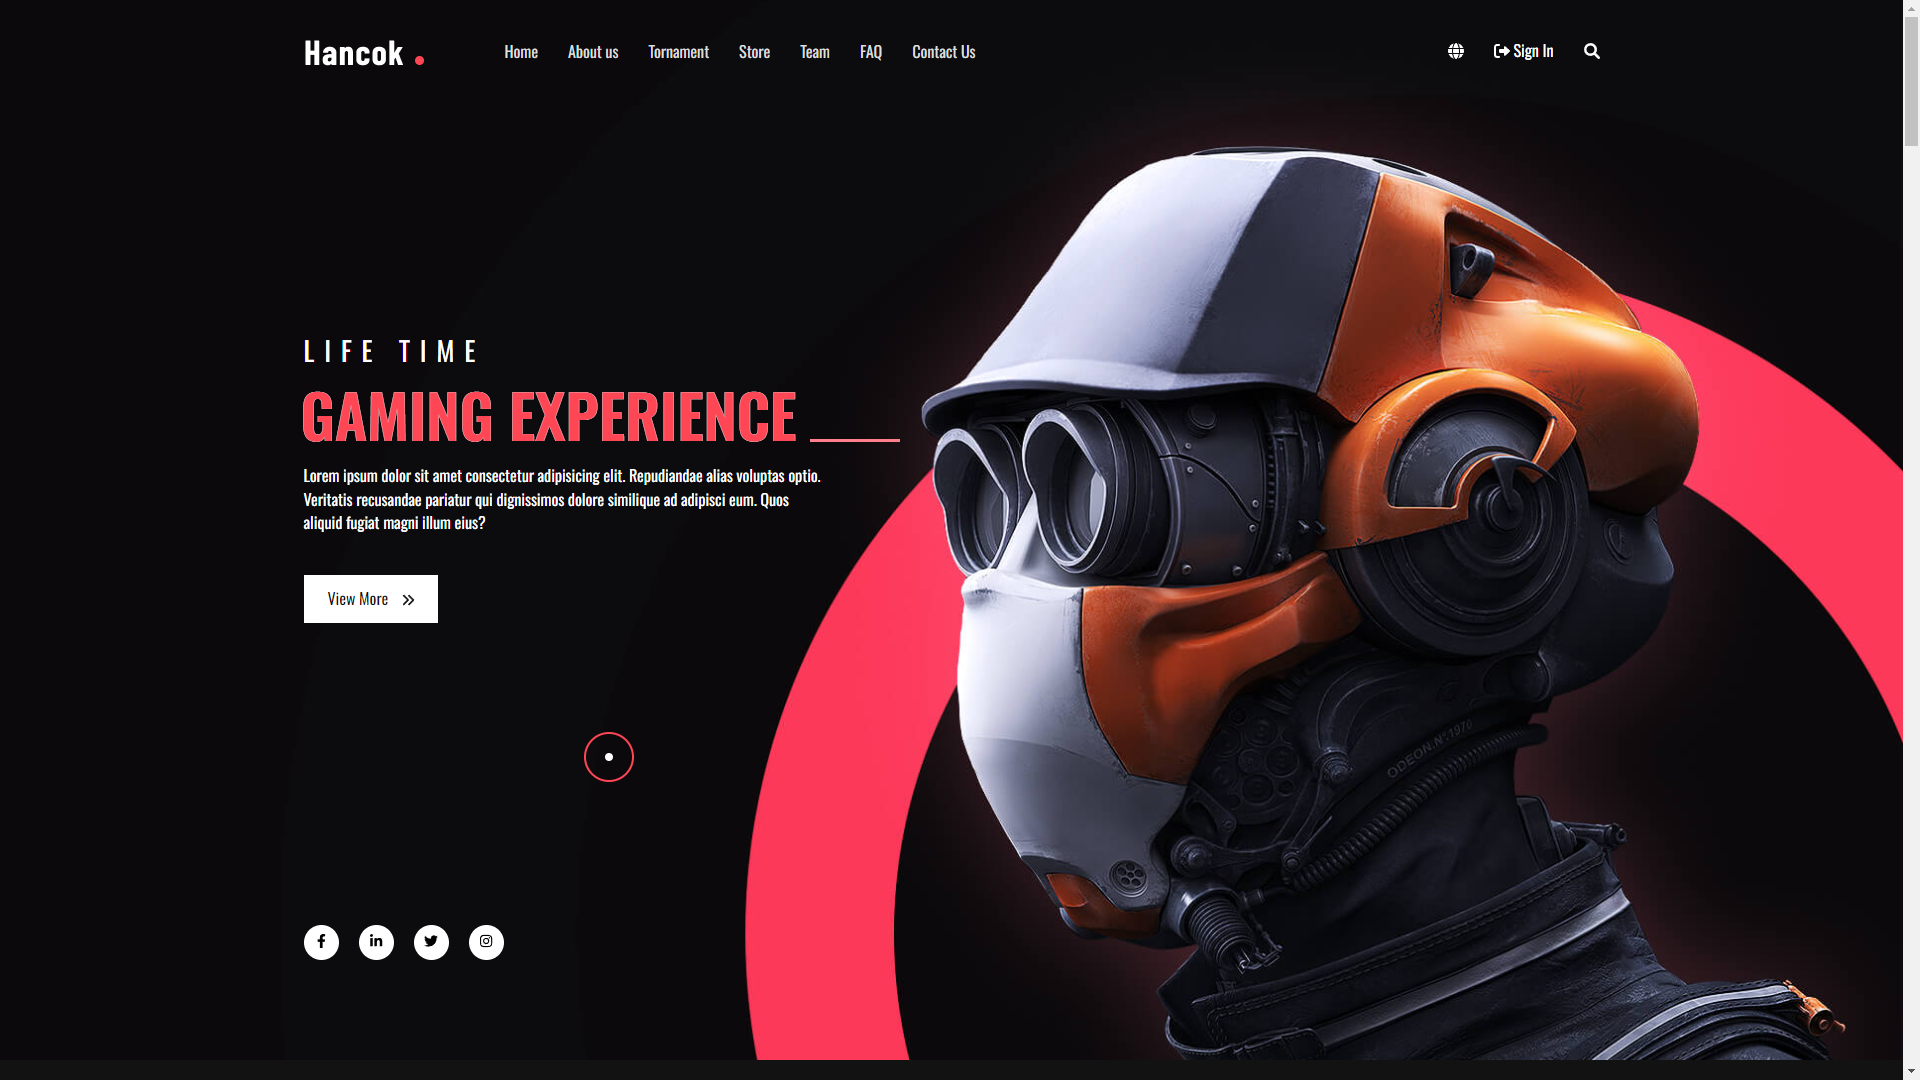 Hancok
Home About us Tornament Store Team FAQ Contact Us
Sign In
LIFE TIME
GAMING EXPERIENCE
Lorem ipsum dolor sit amet consectetur adipisicing elit. Repudiandae alias voluptas optio.
Veritatis recusandae pariatur qui dignissimos dolore similique ad adipisci eum. Quos
aliquid fugiat magni illum eius?
View More
ODEON.N°.1970